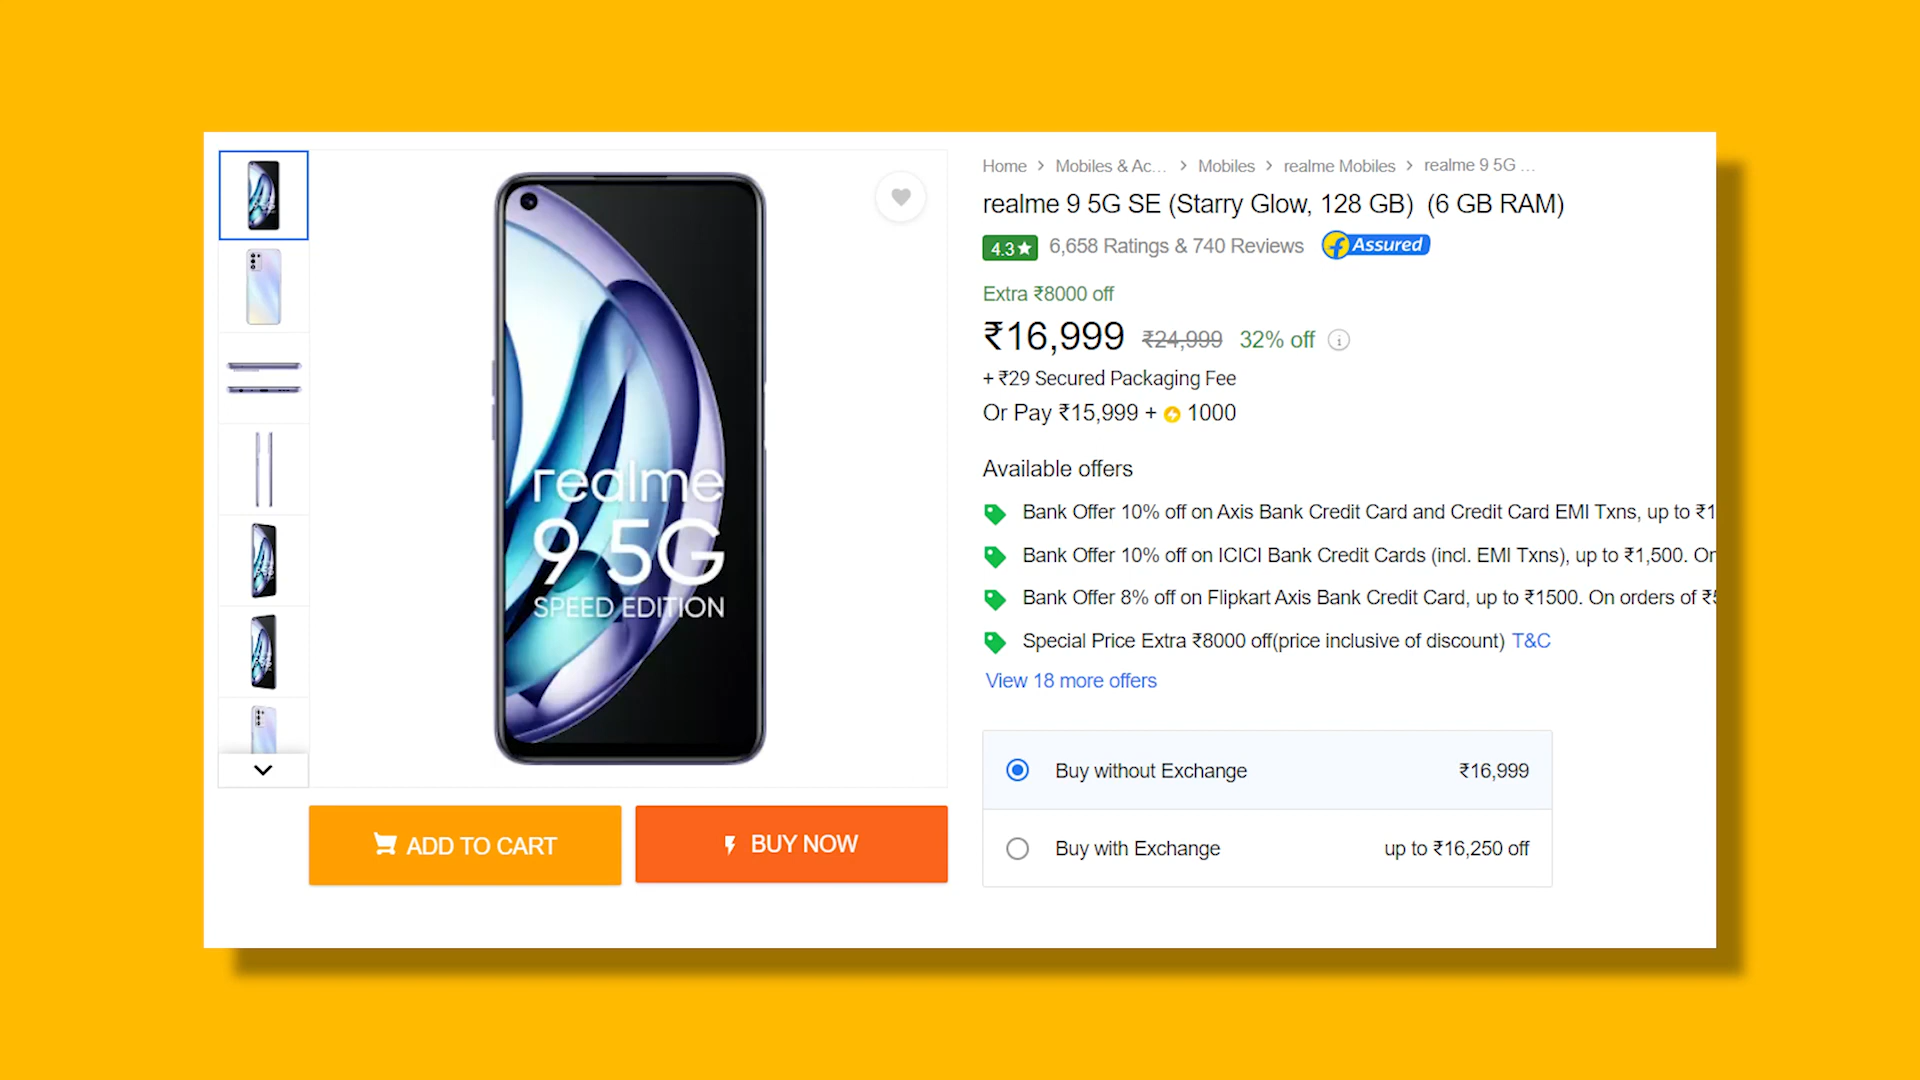 Home > Mobiles & Ac... > Mobiles > realme Mobiles > realme 9 5G ...
realme 9 5G SE (Starry Glow, 128 GB) (6 GB RAM)
4.3★ 6,658 Ratings & 740 Reviews f Assured
Extra ₹8000 off
₹16,999 ₹24,999 32% off i
+ ₹29 Secured Packaging Fee
Or Pay ₹15,999 + 1000
Available offers
Bank Offer 10% off on Axis Bank Credit Card and Credit Card EMI Txns, up to ₹1
Bank Offer 10% off on ICICI Bank Credit Cards (incl. EMI Txns), up to ₹1,500. On
Bank Offer 8% off on Flipkart Axis Bank Credit Card, up to ₹1500. On orders of ₹5
Special Price Extra ₹8000 off(price inclusive of discount) T&C
View 18 more offers
Buy without Exchange ₹16,999
Buy with Exchange up to ₹16,250 off
realme
9 5G
SPEED EDITION
ADD TO CART
BUY NOW